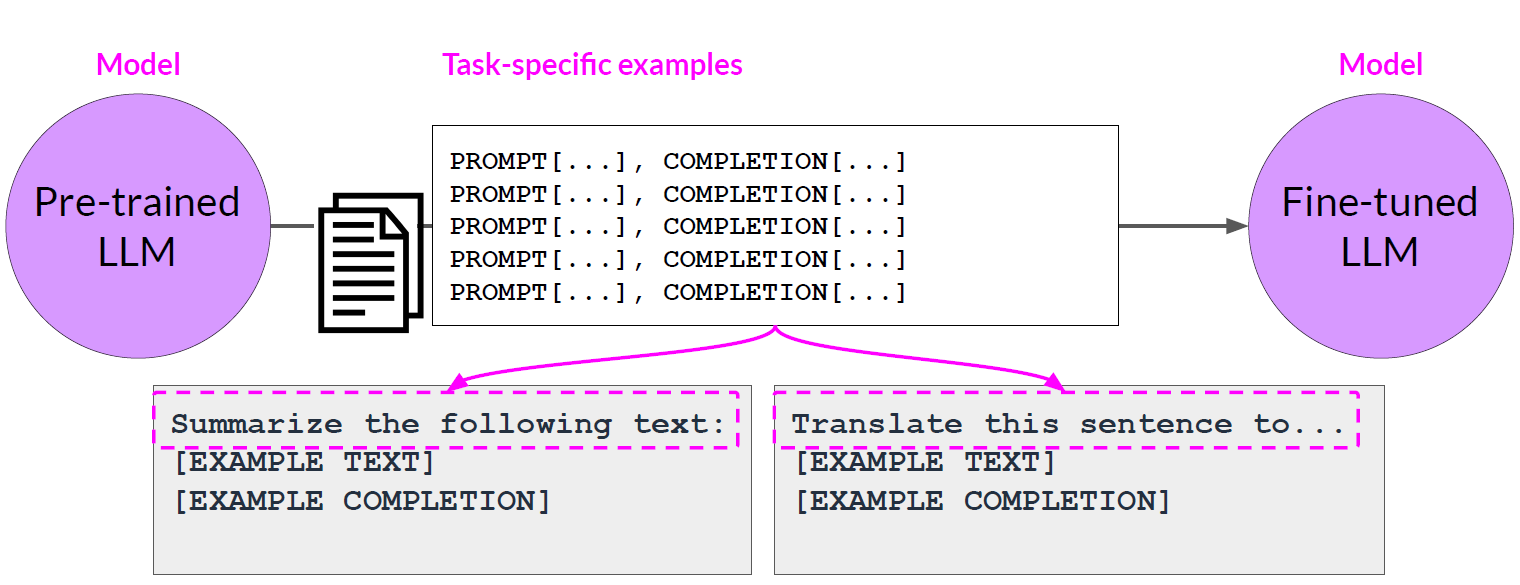 Model
Task-specific examples
Model
Pre-trained
LLM
PROMPT[...], COMPLETION[...]
PROMPT[...], COMPLETION[...]
PROMPT[...], COMPLETION[...]
PROMPT[...], COMPLETION[...]
PROMPT[...], COMPLETION[...]
Fine-tuned
LLM
Summarize the following text:
[EXAMPLE TEXT]
[EXAMPLE COMPLETION]
Translate this sentence to...
[EXAMPLE TEXT]
[EXAMPLE COMPLETION]